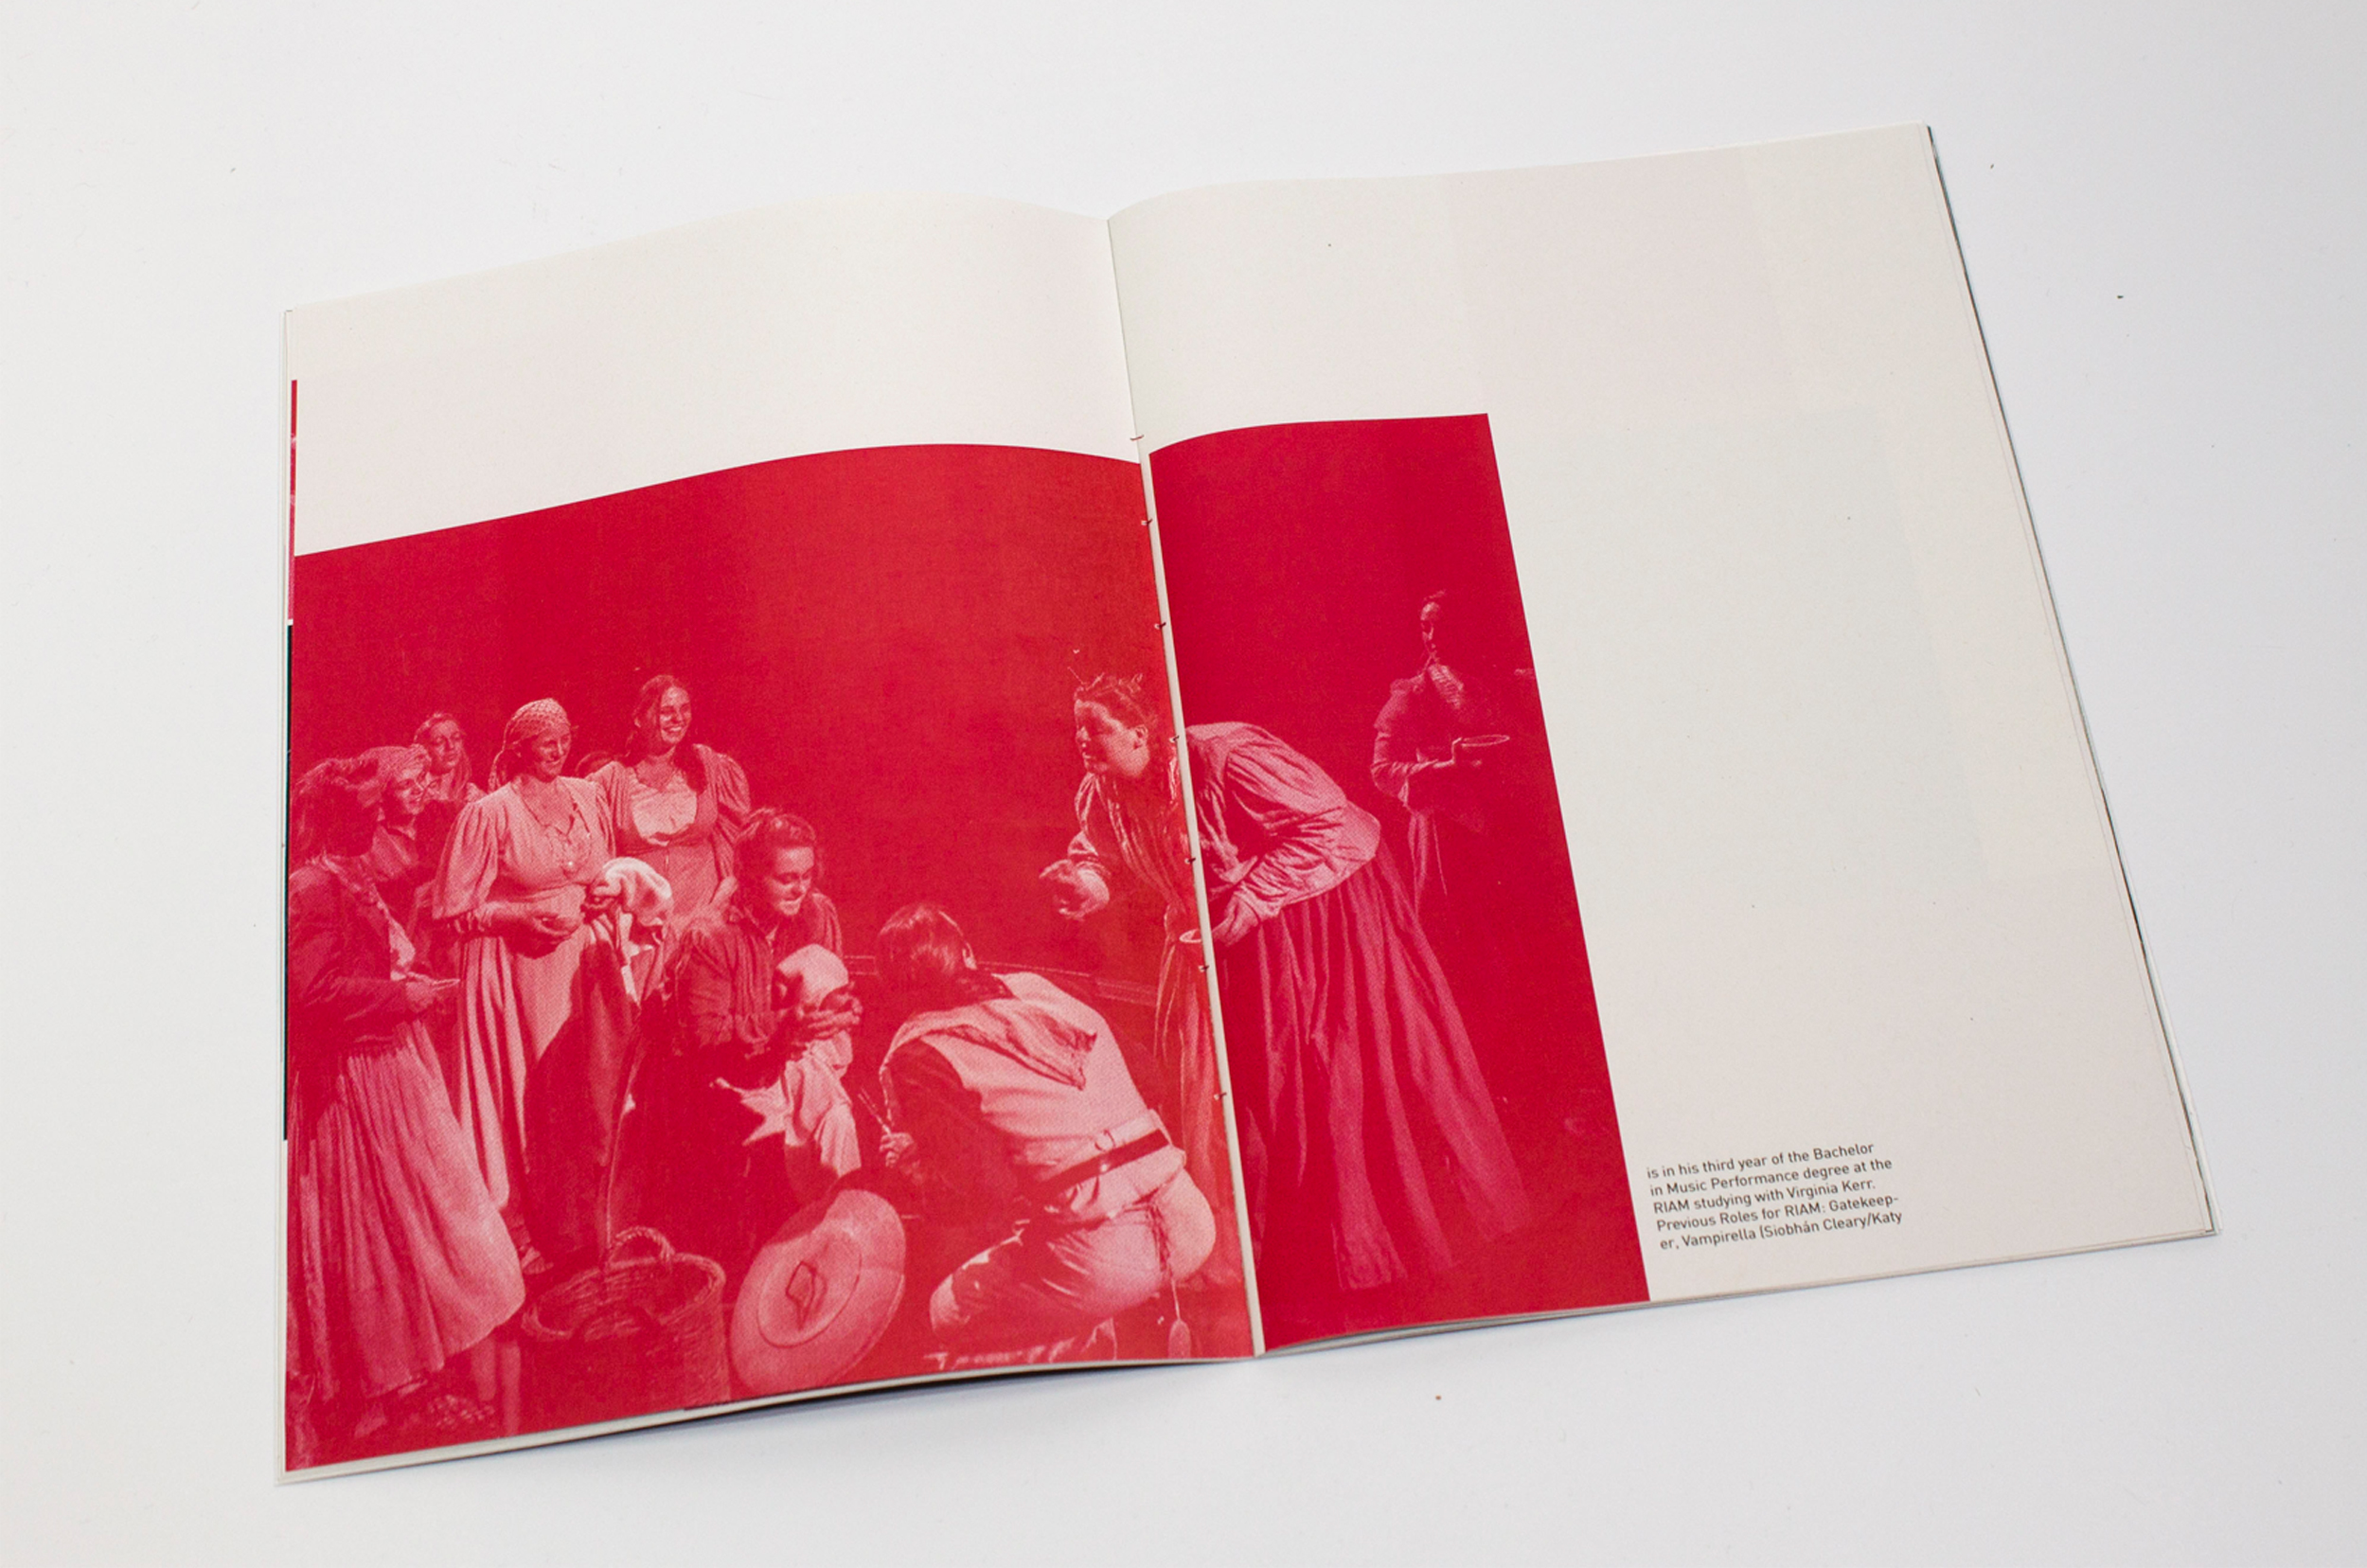 is in his third year of the Bachelor
in Music Performance degree at the
RIAM studying with Virginia Kerr.
Previous Roles for RIAM: Gatekeep-
er, Vampirella (Siobhán Cleary/Katy